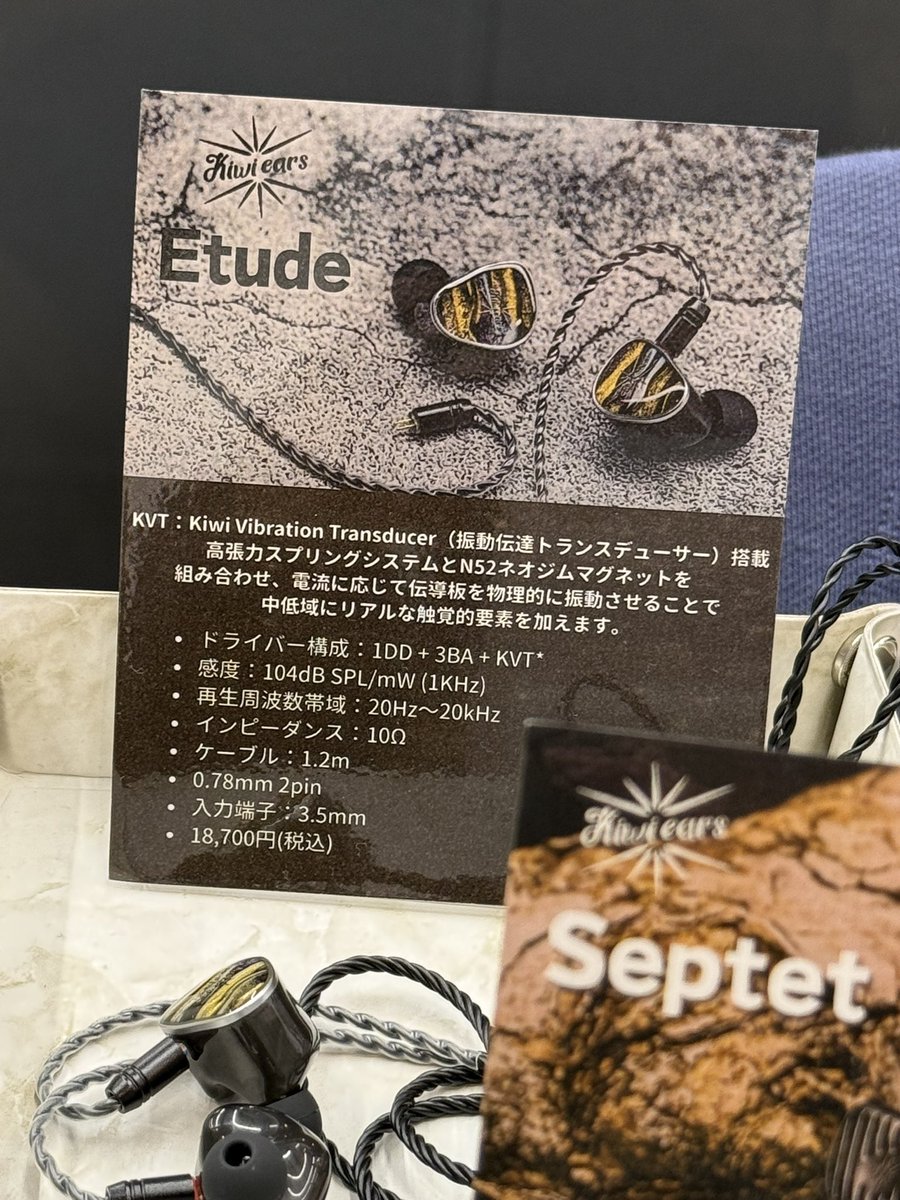 Kiwi ears
Etude
KVT：Kiwi Vibration Transducer（振動伝達トランスデューサー）搭載
高張力スプリングシステムとN52ネオジムマグネットを
組み合わせ、電流に応じて伝導板を物理的に振動させることで
中低域にリアルな触覚的要素を加えます。
• ドライバー構成：1DD + 3BA + KVT*
• 感度：104dB SPL/mW (1KHz)
• 再生周波数帯域：20Hz～20kHz
• インピーダンス：10Ω
• ケーブル：1.2m
• 0.78mm 2pin
• 入力端子：3.5mm
• 18,700円(税込)
Kiwi ears
Septet